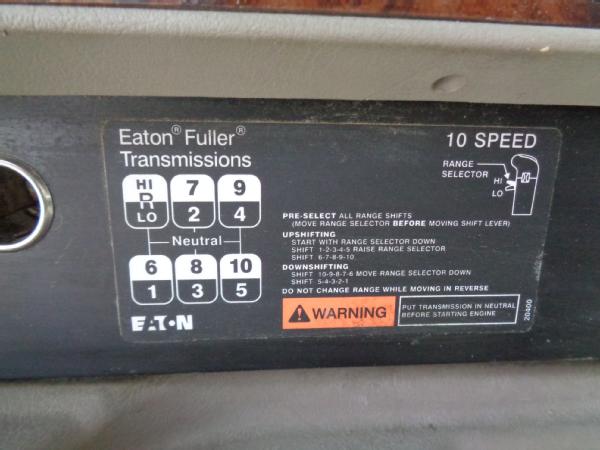 Eaton® Fuller®
Transmissions
10 SPEED
RANGE
SELECTOR
HI
LO
HI
R
LO
7
2
9
4
Neutral
6
1
8
3
10
5
PRE-SELECT ALL RANGE SHIFTS
(MOVE RANGE SELECTOR BEFORE MOVING SHIFT LEVER)
UPSHIFTING
START WITH RANGE SELECTOR DOWN
SHIFT 1-2-3-4-5 RAISE RANGE SELECTOR
SHIFT 6-7-8-9-10
DOWNSHIFTING
SHIFT 10-9-8-7-6 MOVE RANGE SELECTOR DOWN
SHIFT 5-4-3-2-1
DO NOT CHANGE RANGE WHILE MOVING IN REVERSE
WARNING
PUT TRANSMISSION IN NEUTRAL
BEFORE STARTING ENGINE
20400
EATON